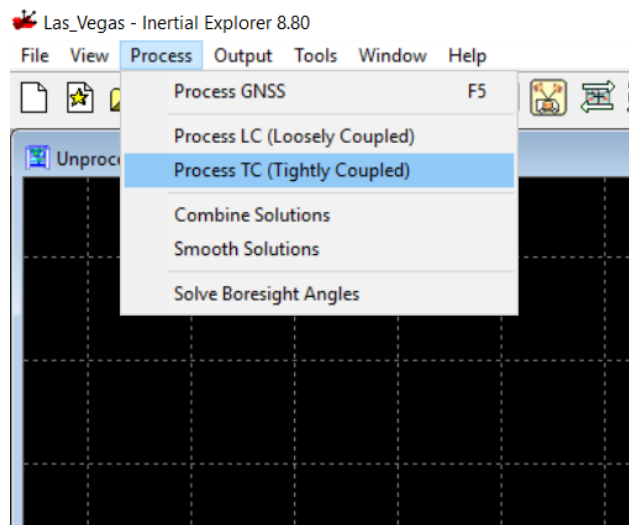 Las_Vegas - Inertial Explorer 8.80
File View Process Output Tools Window Help
Process GNSS F5
Process LC (Loosely Coupled)
Process TC (Tightly Coupled)
Combine Solutions
Smooth Solutions
Solve Boresight Angles